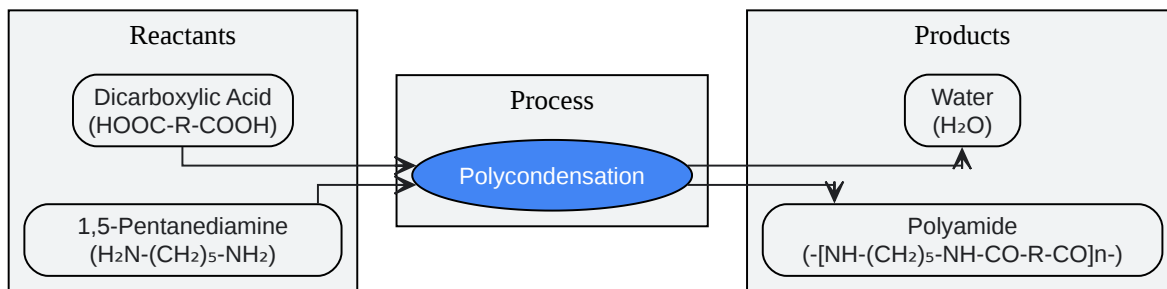 Reactants
Dicarboxylic Acid
(HOOC-R-COOH)
1,5-Pentanediamine
(H₂N-(CH₂)₅-NH₂)
Process
Polycondensation
Products
Water
(H₂O)
Polyamide
(-[NH-(CH₂)₅-NH-CO-R-CO]n-)